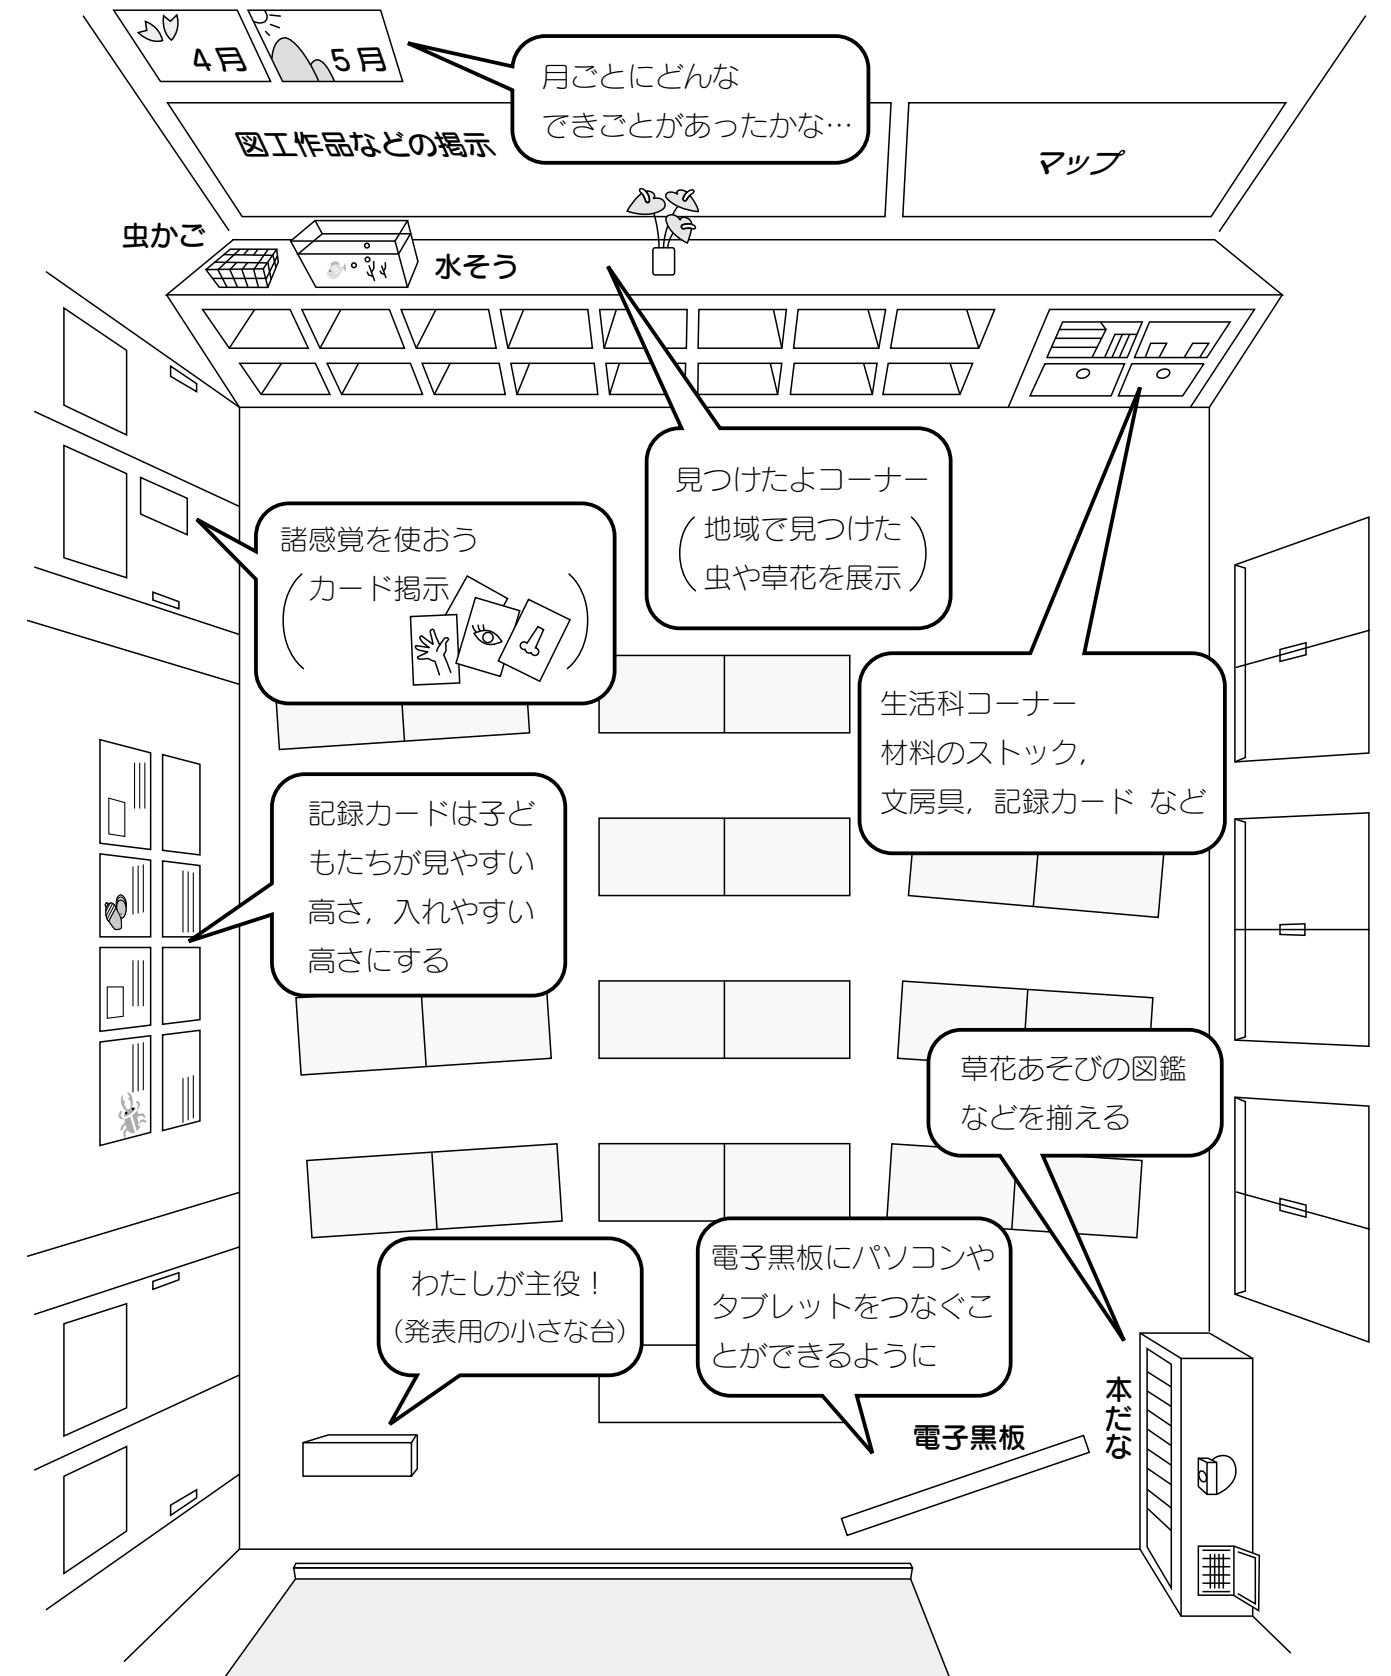 4月
5月
月ごとにどんな
できごとがあったかな…
図工作品などの掲示
マップ
虫かご
水そう
見つけたよコーナー
(地域で見つけた
虫や草花を展示)
諸感覚を使おう
(カード掲示)
生活科コーナー
材料のストック,
文房具,記録カード など
記録カードは子ど
もたちが見やすい
高さ,入れやすい
高さにする
草花あそびの図鑑
などを揃える
わたしが主役!
(発表用の小さな台)
電子黒板にパソコンや
タブレットをつなぐこ
とができるように
電子黒板
本だな